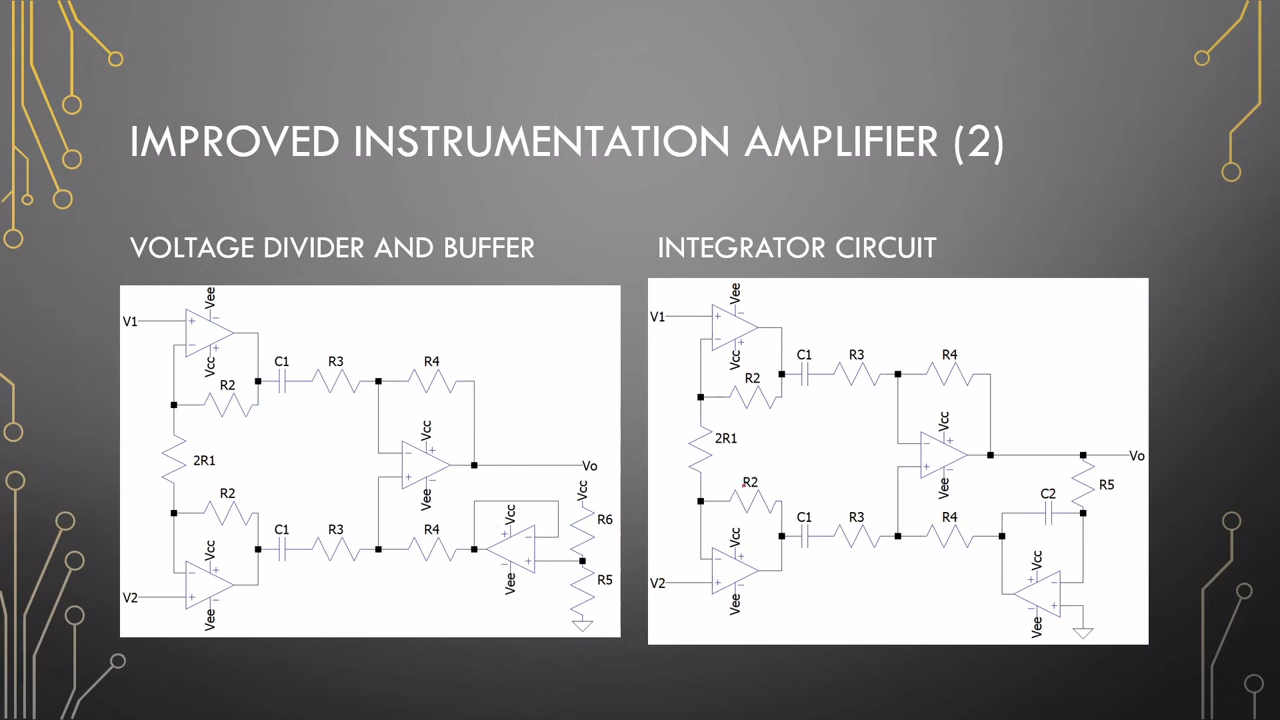 IMPROVED INSTRUMENTATION AMPLIFIER (2)
VOLTAGE DIVIDER AND BUFFER
Vee
V1
+
−
−
+
Vcc
R2
C1
R3
R4
2R1
Vcc
−
+
+
−
Vee
Vo
R2
C1
R3
R4
Vcc
Vcc
+
−
−
+
Vee
R6
R5
Vcc
−
+
+
−
V2
Vee
INTEGRATOR CIRCUIT
Vee
V1
+
−
−
+
Vcc
R2
C1
R3
R4
2R1
Vcc
−
+
+
−
Vee
Vo
R5
R2
C1
R3
R4
C2
Vcc
−
+
+
−
V2
Vee
Vcc
+
−
−
+
Vee